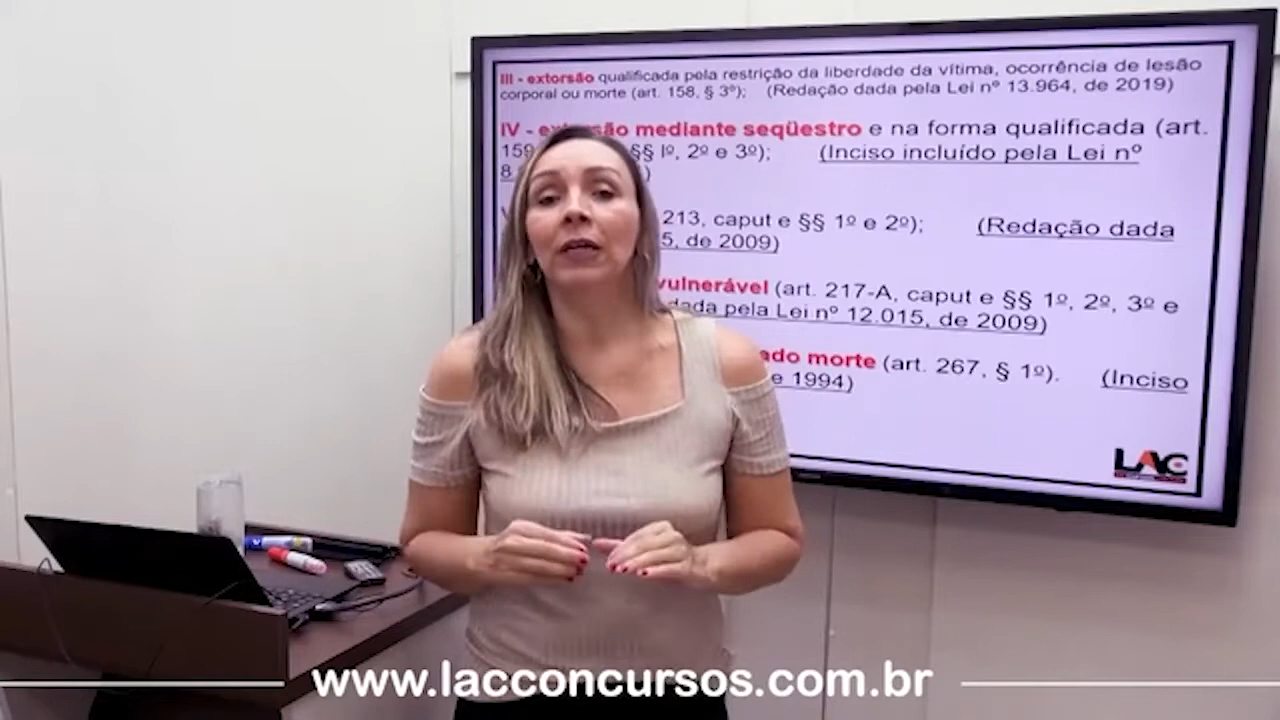 III - extorsão qualificada pela restrição da liberdade da vítima, ocorrência de lesão
corporal ou morte (art. 158, § 3º); (Redação dada pela Lei nº 13.964, de 2019)
IV - são mediante seqüestro e na forma qualificada (art.
159 §§ lº, 2º e 3º); (Inciso incluído pela Lei nº
8 )
213, caput e §§ 1º e 2º); (Redação dada
5, de 2009)
vulnerável (art. 217-A, caput e §§ 1º, 2º, 3º e
dada pela Lei nº 12.015, de 2009)
ado morte (art. 267, § 1º). (Inciso
e 1994)
LAC
www.lacconcursos.com.br